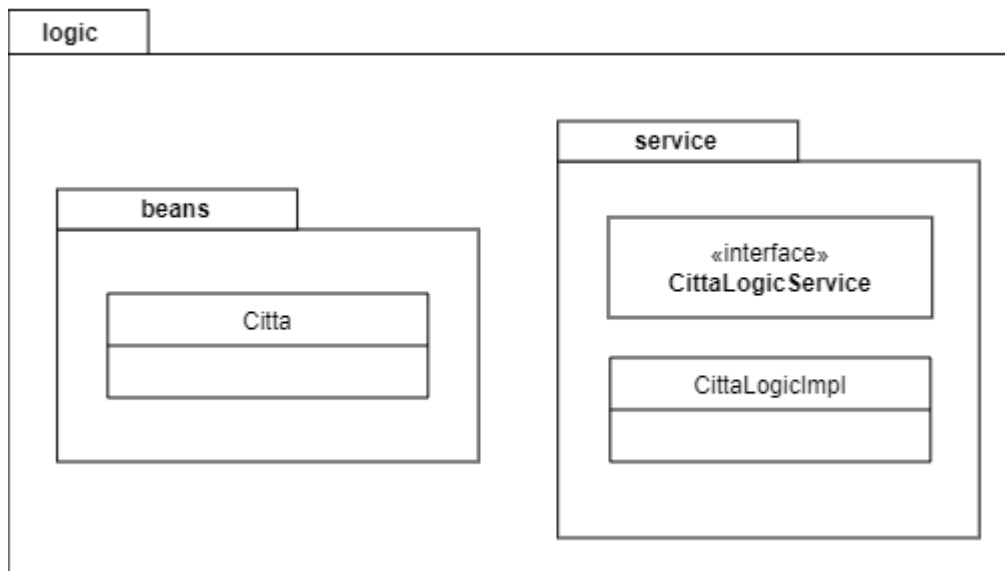 logic
service
beans
«interface»
CittaLogicService
Citta
CittaLogicImpl